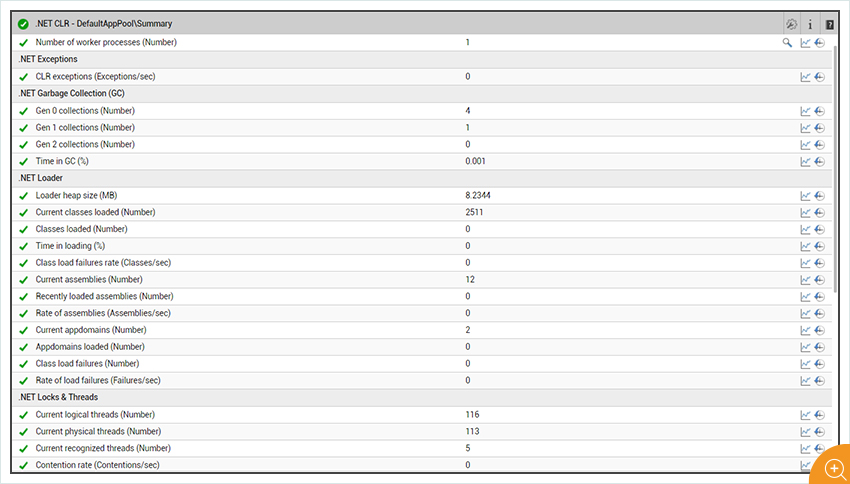 .NET CLR - DefaultAppPool\Summary
Number of worker processes (Number) 1
.NET Exceptions
CLR exceptions (Exceptions/sec) 0
.NET Garbage Collection (GC)
Gen 0 collections (Number) 4
Gen 1 collections (Number) 1
Gen 2 collections (Number) 0
Time in GC (%) 0.001
.NET Loader
Loader heap size (MB) 8.2344
Current classes loaded (Number) 2511
Classes loaded (Number) 0
Time in loading (%) 0
Class load failures rate (Classes/sec) 0
Current assemblies (Number) 12
Recently loaded assemblies (Number) 0
Rate of assemblies (Assemblies/sec) 0
Current appdomains (Number) 2
Appdomains loaded (Number) 0
Class load failures (Number) 0
Rate of load failures (Failures/sec) 0
.NET Locks & Threads
Current logical threads (Number) 116
Current physical threads (Number) 113
Current recognized threads (Number) 5
Contention rate (Contentions/sec) 0